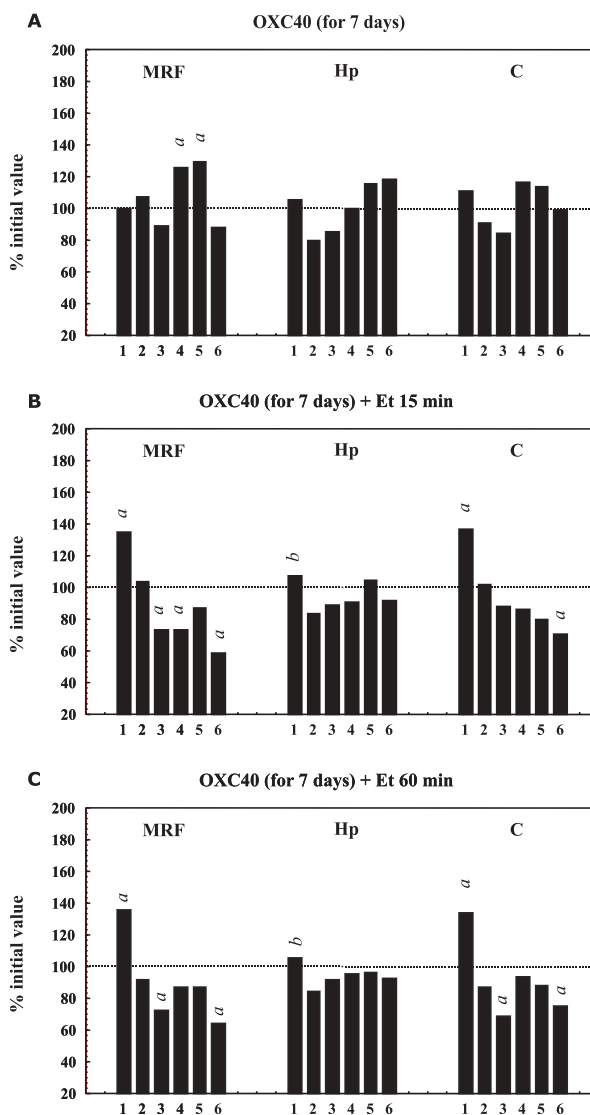 A
OXC40 (for 7 days)
200
180
160
140
120
100
80
60
40
20
% initial value
MRF
Hp
C
a
a
1 2 3 4 5 6
1 2 3 4 5 6
1 2 3 4 5 6
B
OXC40 (for 7 days) + Et 15 min
200
180
160
140
120
100
80
60
40
20
% initial value
MRF
Hp
C
a
a
a
a
b
a
a
1 2 3 4 5 6
1 2 3 4 5 6
1 2 3 4 5 6
C
OXC40 (for 7 days) + Et 60 min
200
180
160
140
120
100
80
60
40
20
% initial value
MRF
Hp
C
a
a
a
b
a
a
a
1 2 3 4 5 6
1 2 3 4 5 6
1 2 3 4 5 6